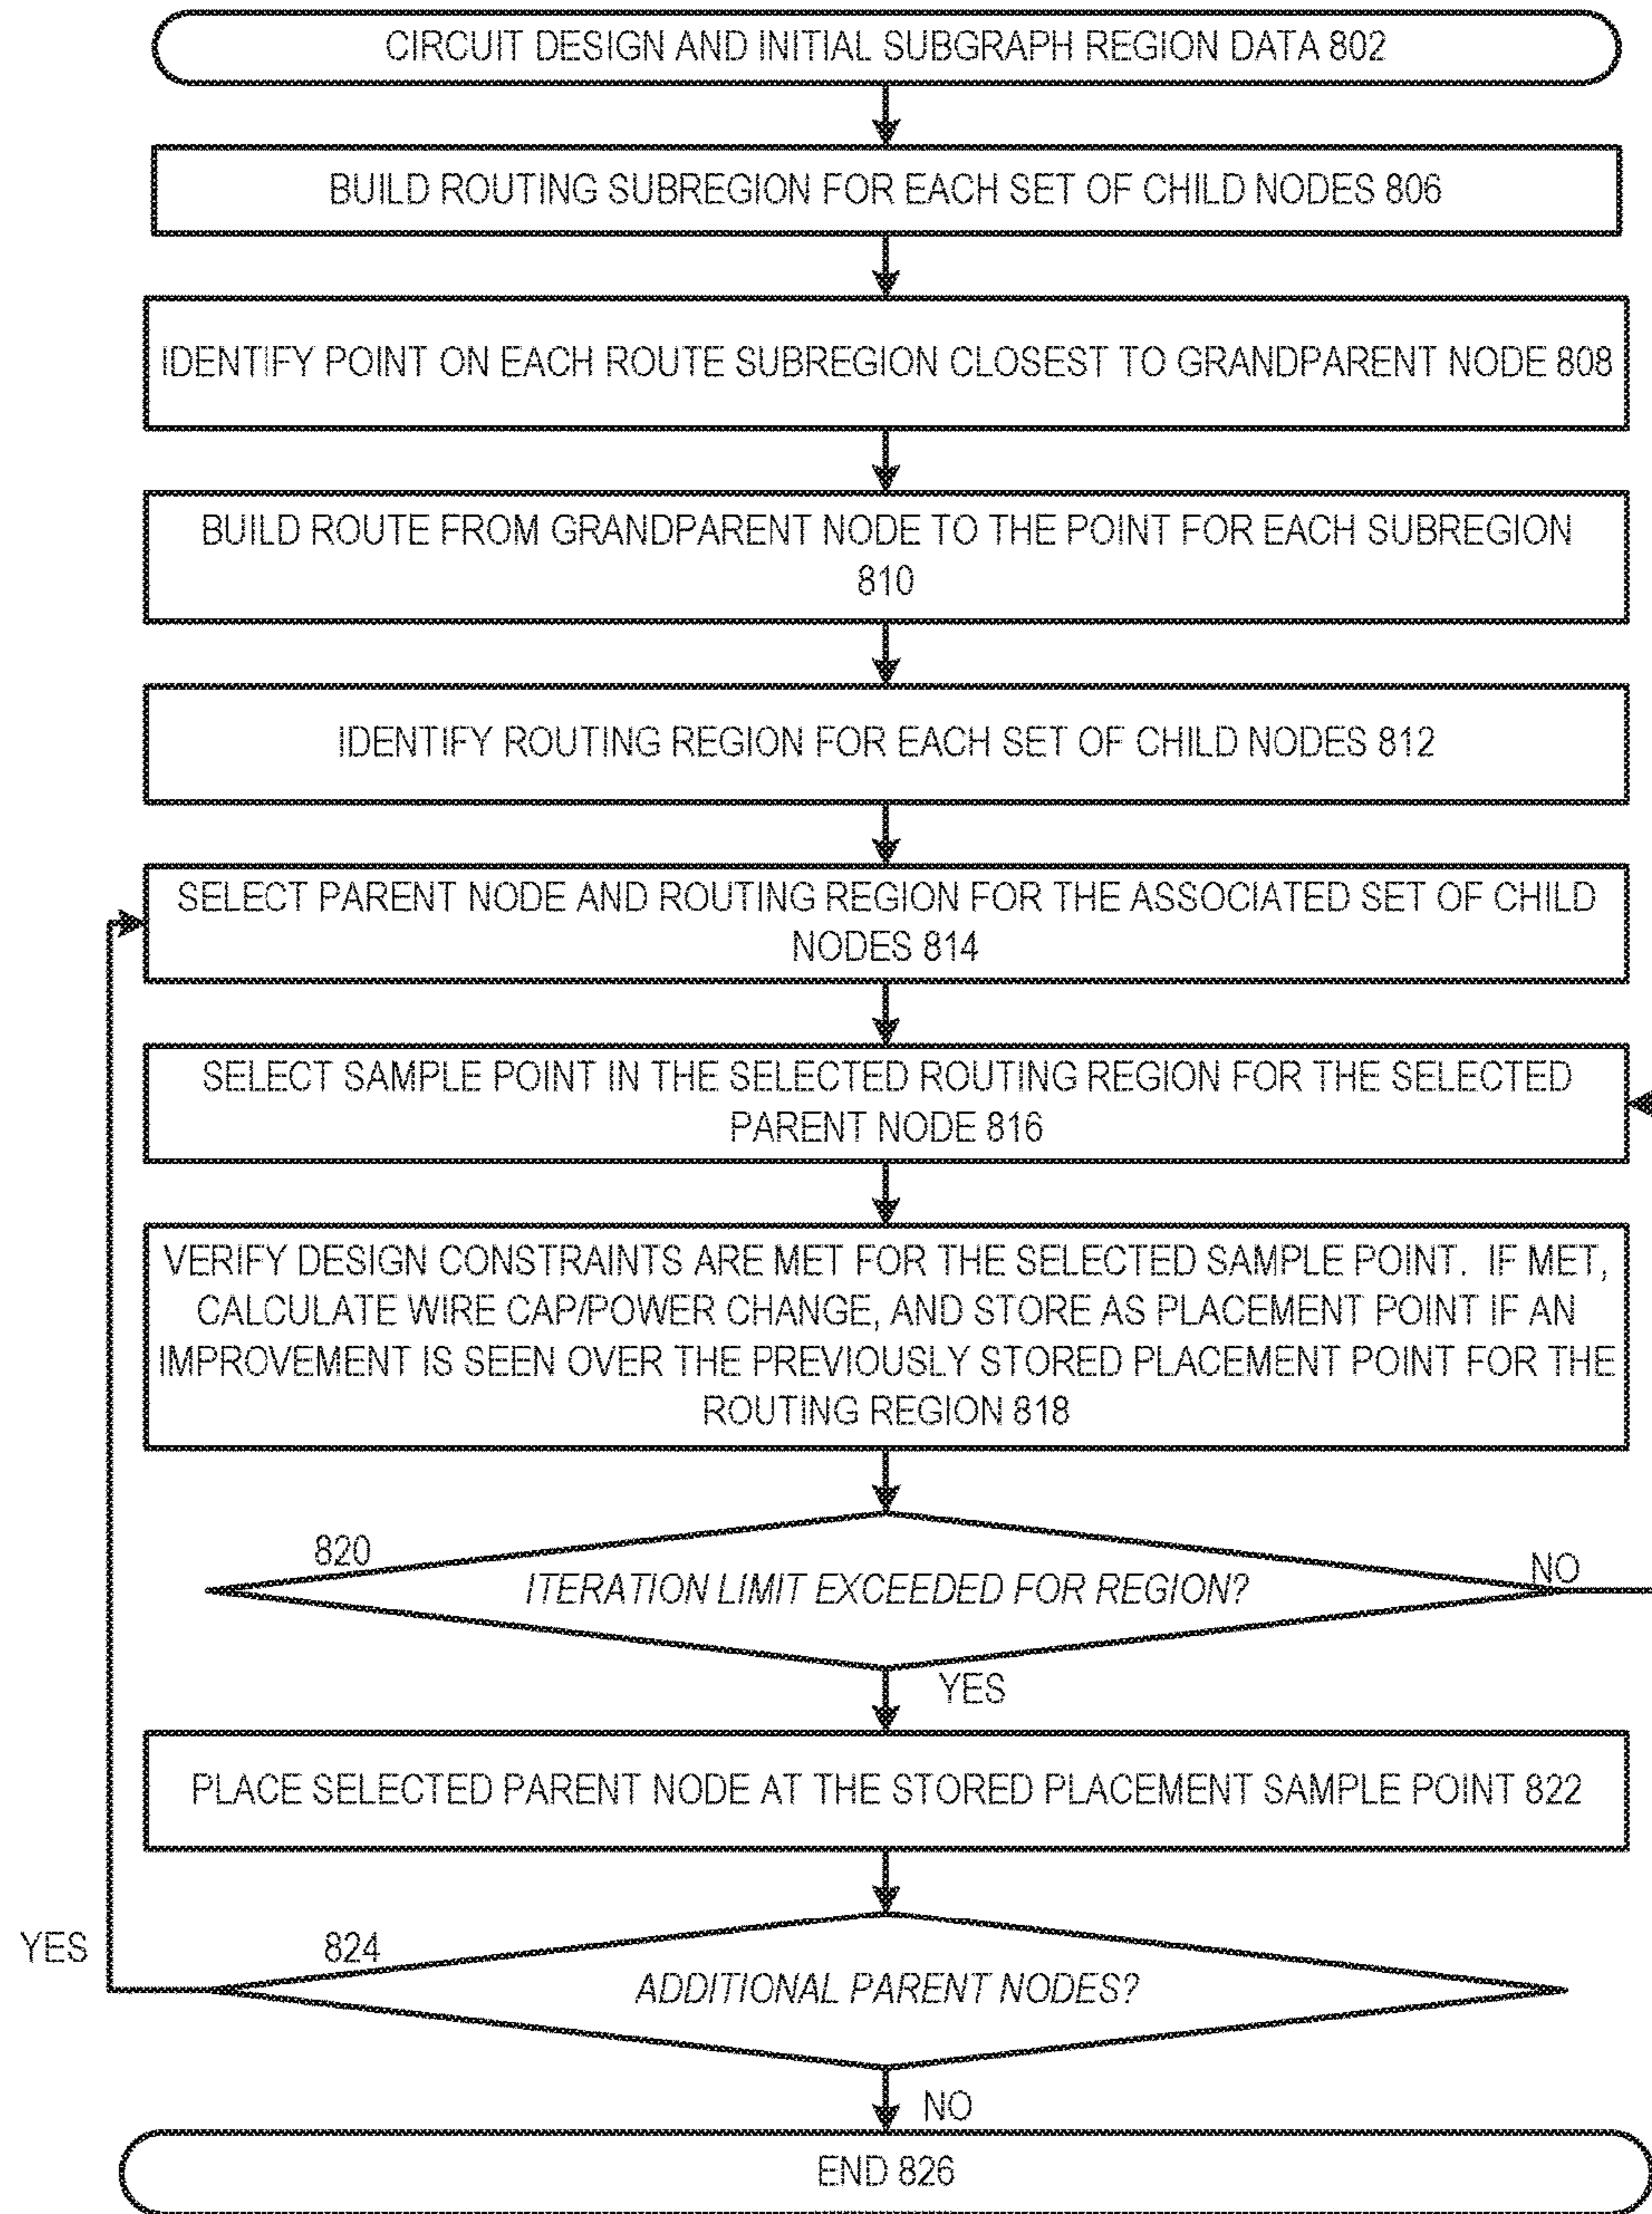 CIRCUIT DESIGN AND INITIAL SUBGRAPH REGION DATA 802
BUILD ROUTING SUBREGION FOR EACH SET OF CHILD NODES 806
IDENTIFY POINT ON EACH ROUTE SUBREGION CLOSEST TO GRANDPARENT NODE 808
BUILD ROUTE FROM GRANDPARENT NODE TO THE POINT FOR EACH SUBREGION
810
IDENTIFY ROUTING REGION FOR EACH SET OF CHILD NODES 812
SELECT PARENT NODE AND ROUTING REGION FOR THE ASSOCIATED SET OF CHILD
NODES 814
SELECT SAMPLE POINT IN THE SELECTED ROUTING REGION FOR THE SELECTED
PARENT NODE 816
VERIFY DESIGN CONSTRAINTS ARE MET FOR THE SELECTED SAMPLE POINT. IF MET,
CALCULATE WIRE CAP/POWER CHANGE, AND STORE AS PLACEMENT POINT IF AN
IMPROVEMENT IS SEEN OVER THE PREVIOUSLY STORED PLACEMENT POINT FOR THE
ROUTING REGION 818
820
ITERATION LIMIT EXCEEDED FOR REGION?
NO
YES
PLACE SELECTED PARENT NODE AT THE STORED PLACEMENT SAMPLE POINT 822
YES
824
ADDITIONAL PARENT NODES?
NO
END 826